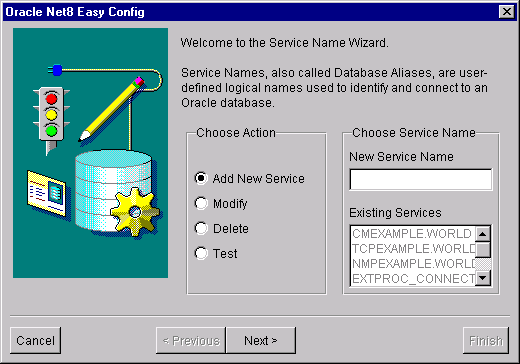 Oracle Net8 Easy Config
Welcome to the Service Name Wizard.
Service Names, also called Database Aliases, are user-
defined logical names used to identify and connect to an
Oracle database.
Choose Action
Add New Service
Modify
Delete
Test
Choose Service Name
New Service Name
Existing Services
CMEXAMPLE.WORLD
TCPEXAMPLE.WORLD
NMPEXAMPLE.WORLD
EXTPROC_CONNECT
Cancel
< Previous
Next >
Finish